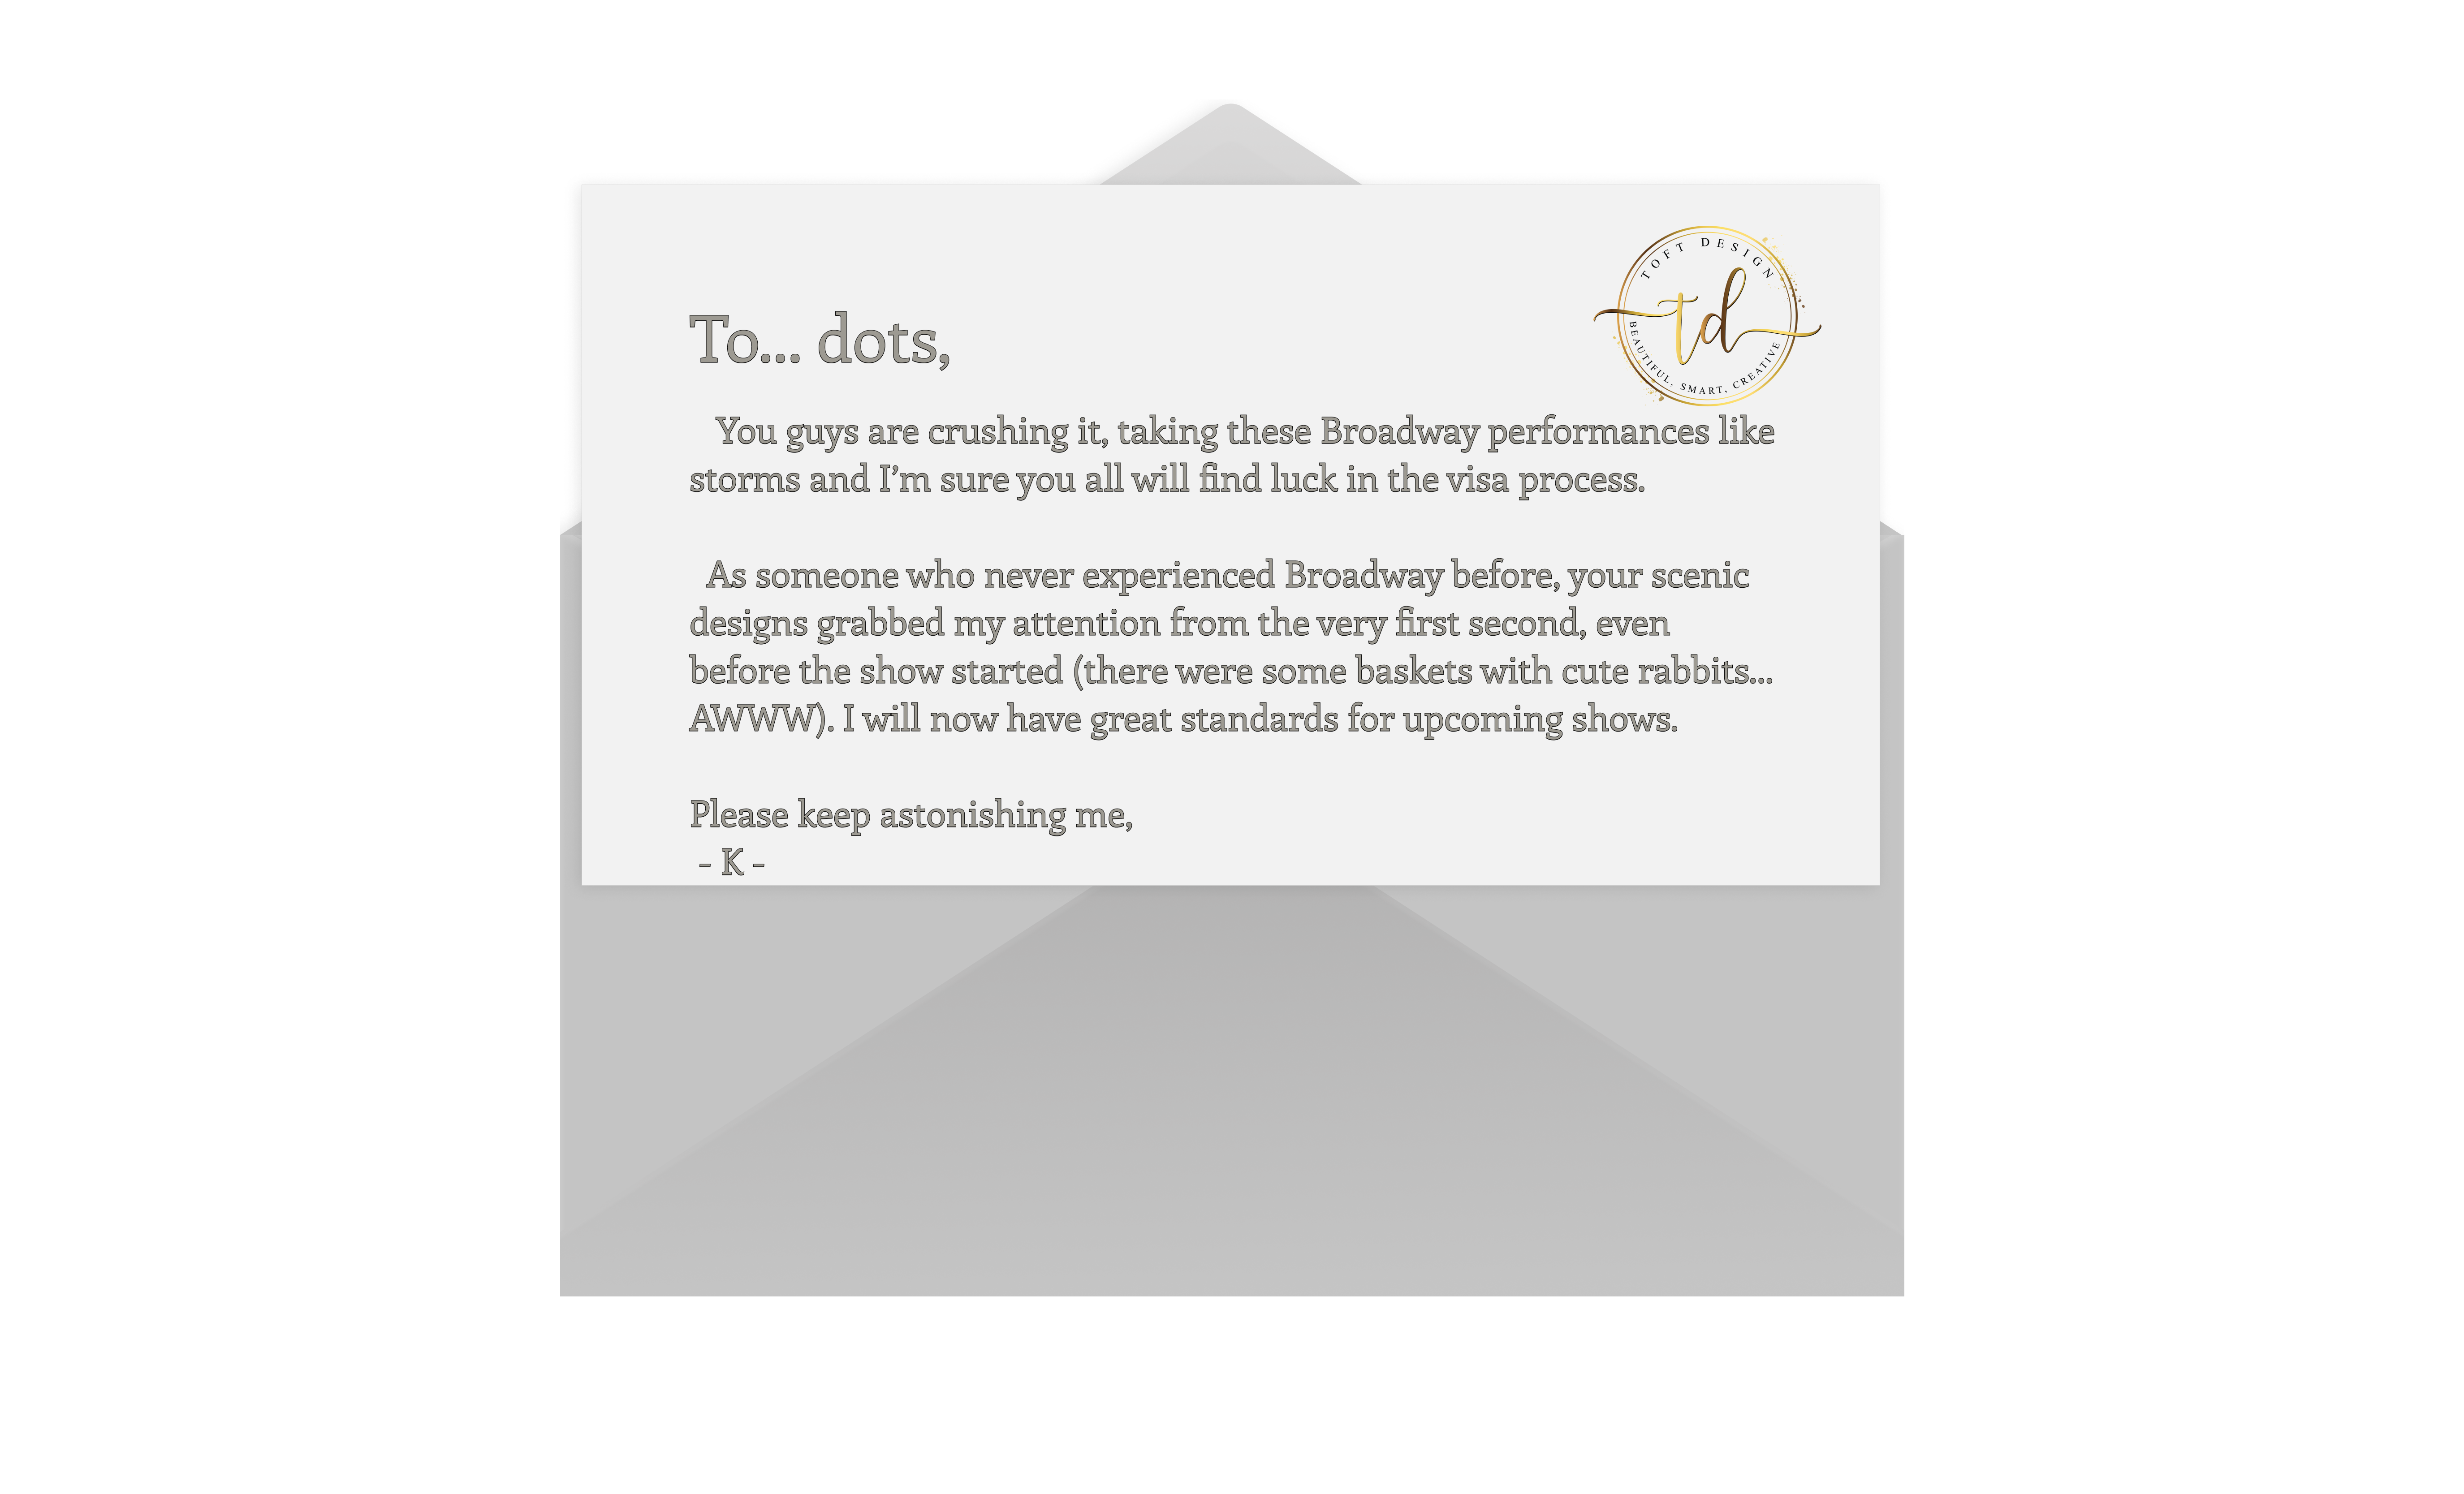 TOFT DESIGN
td
BEAUTIFUL, SMART, CREATIVE
To... dots,
You guys are crushing it, taking these Broadway performances like
storms and I’m sure you all will find luck in the visa process.
As someone who never experienced Broadway before, your scenic
designs grabbed my attention from the very first second, even
before the show started (there were some baskets with cute rabbits...
AWWW). I will now have great standards for upcoming shows.
Please keep astonishing me,
- K -